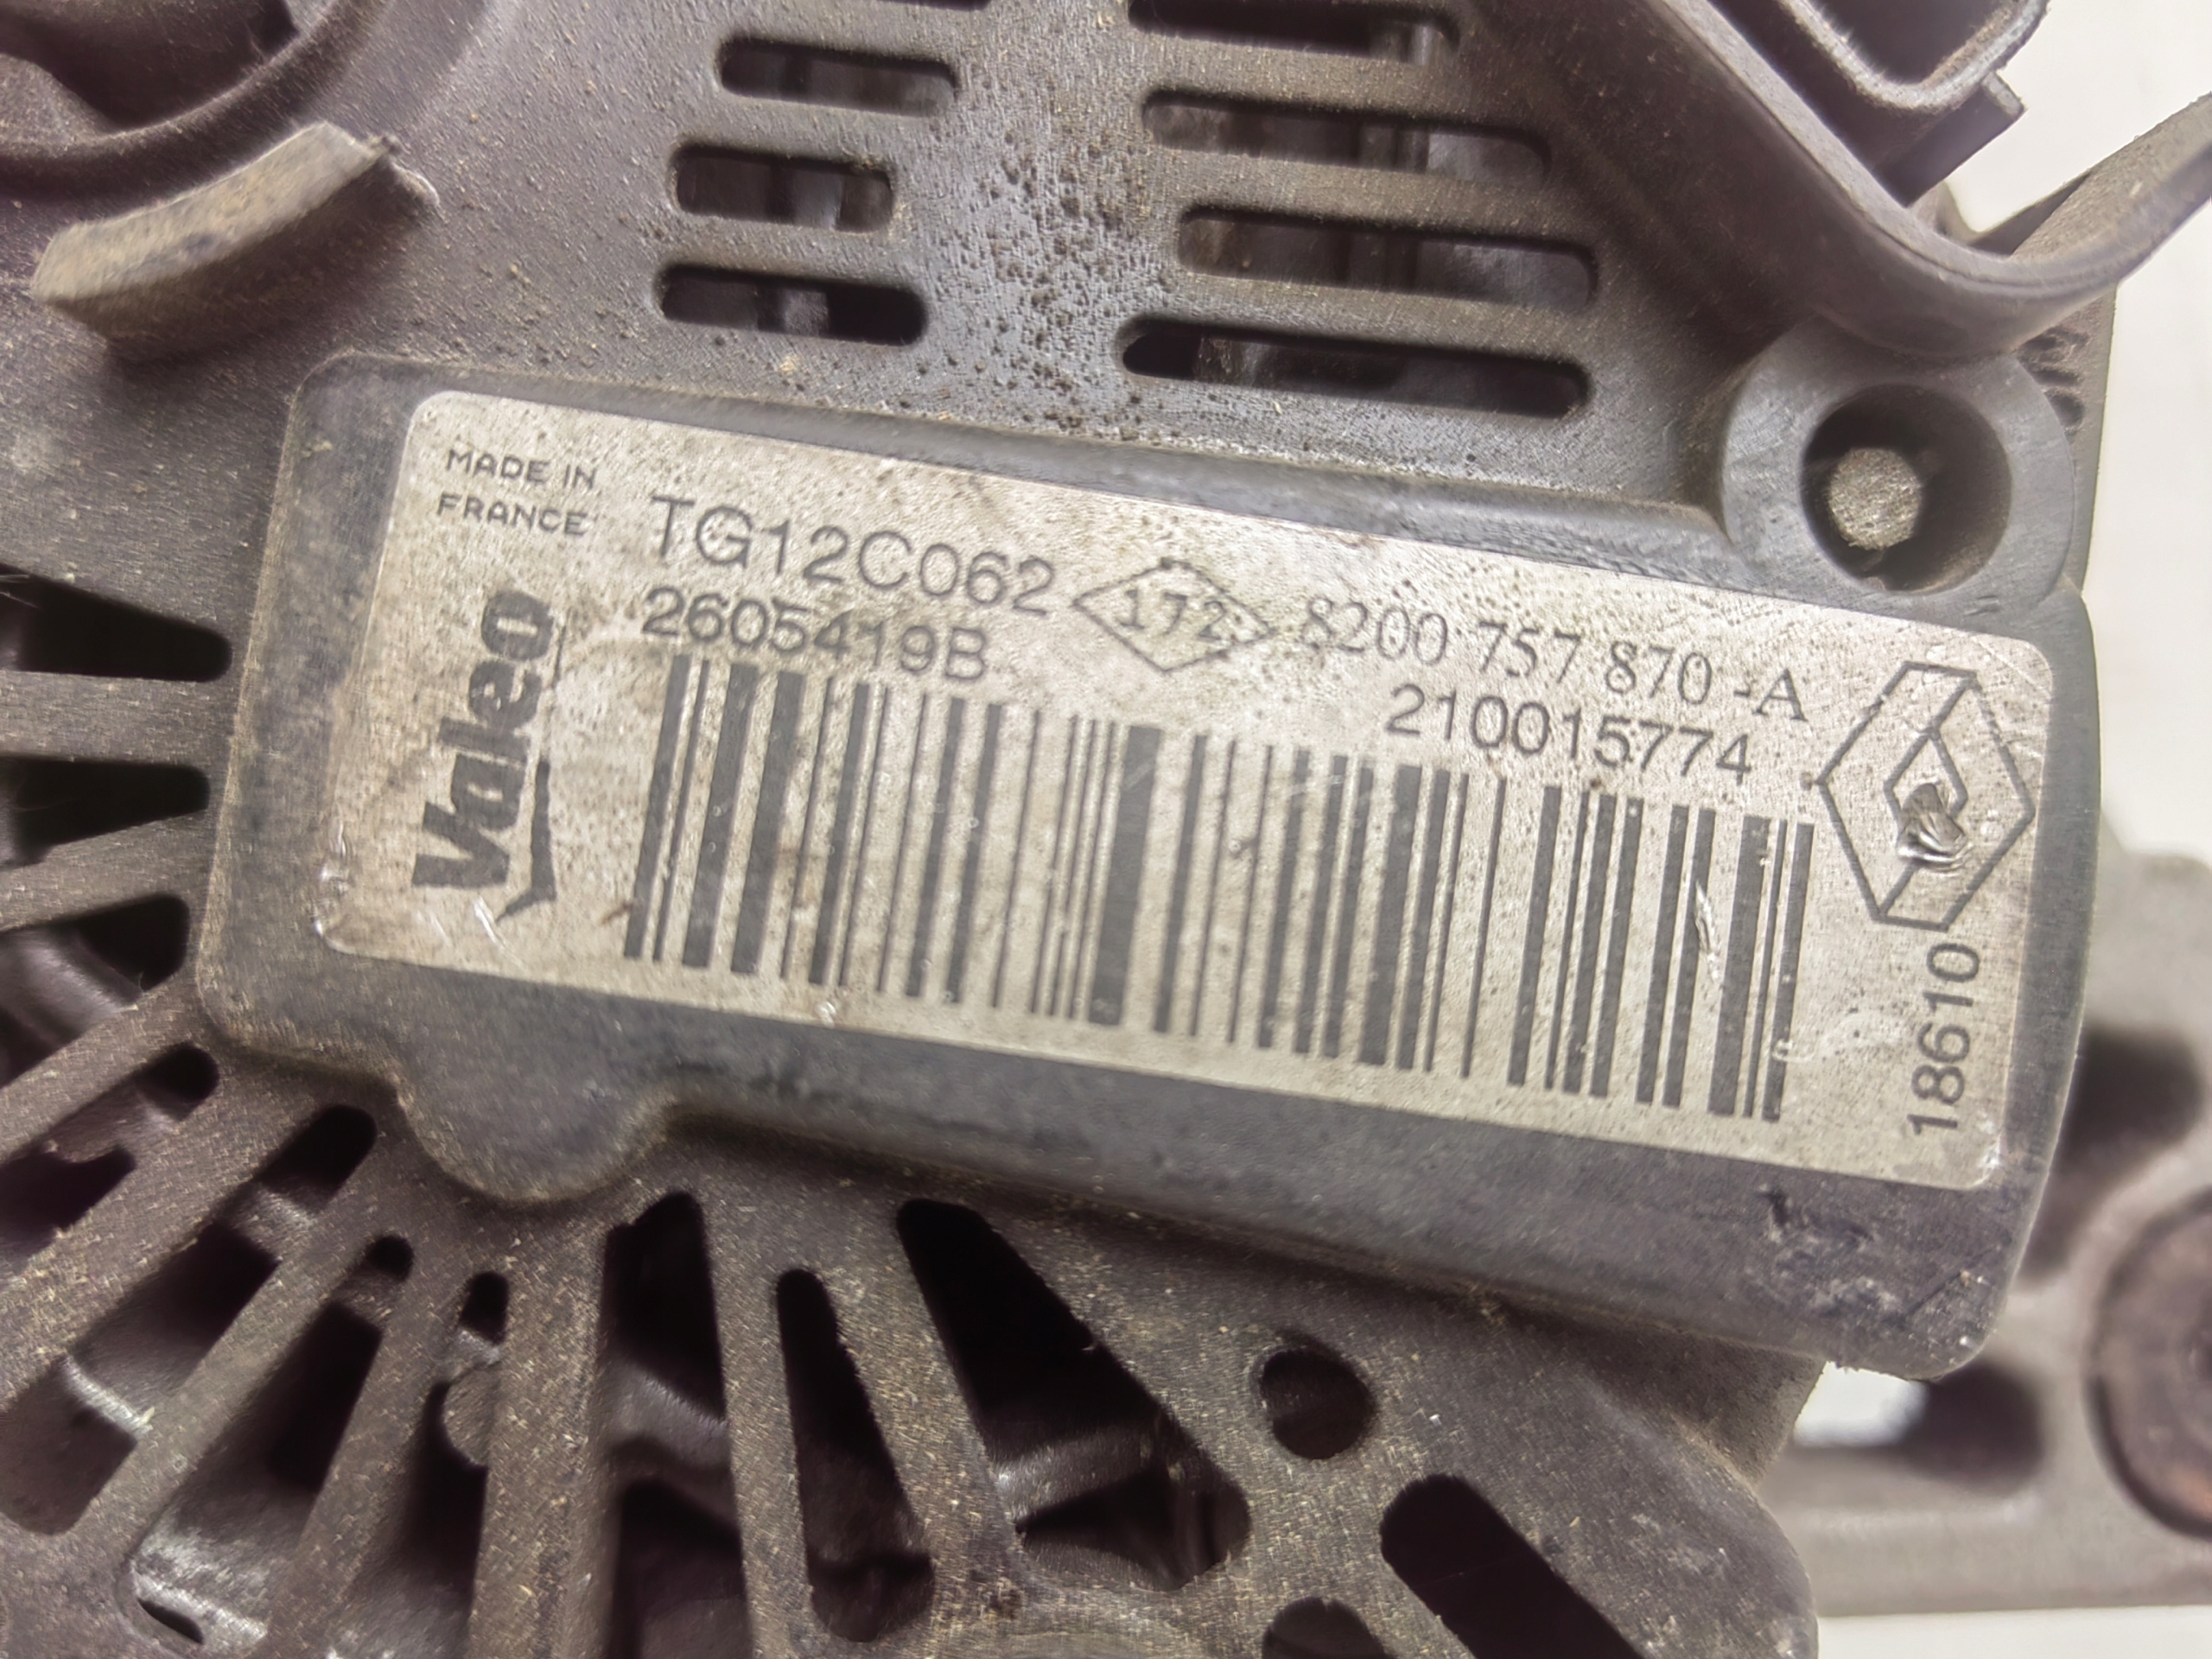 MADE IN
FRANCE
Valeo
TG12C062 172 8200 757 870 -A
2605419B 210015774
18610